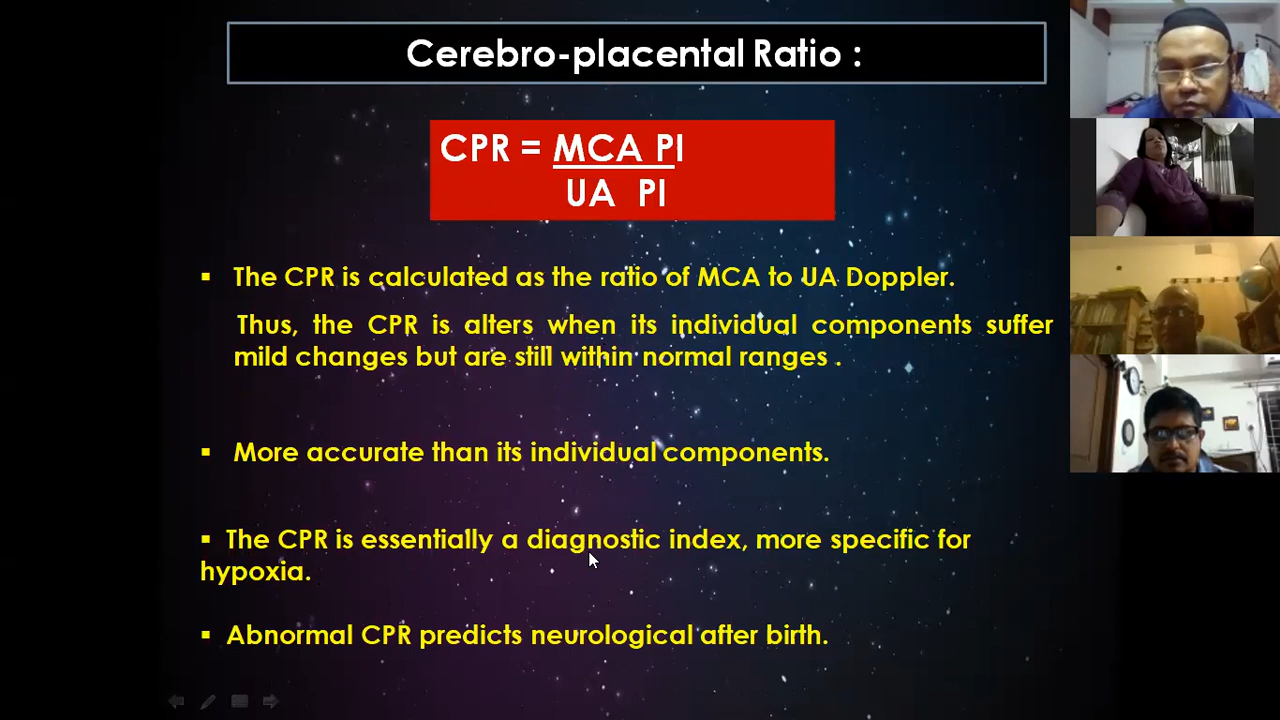 Cerebro-placental Ratio :
CPR = MCA PI
UA PI
▪ The CPR is calculated as the ratio of MCA to UA Doppler.
Thus, the CPR is alters when its individual components suffer
mild changes but are still within normal ranges .
▪ More accurate than its individual components.
▪ The CPR is essentially a diagnostic index, more specific for
hypoxia.
▪ Abnormal CPR predicts neurological after birth.